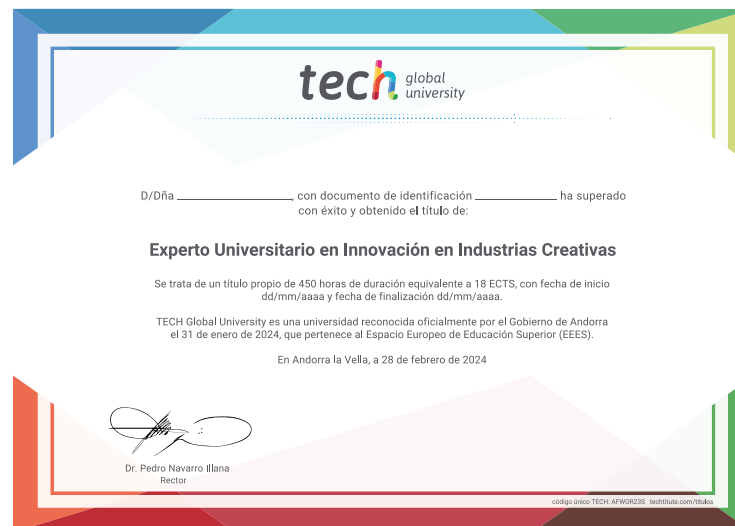 tech global university
D/Dña ____________, con documento de identificación ____________ ha superado
con éxito y obtenido el título de:
Experto Universitario en Innovación en Industrias Creativas
Se trata de un título propio de 450 horas de duración equivalente a 18 ECTS, con fecha de inicio
dd/mm/aaaa y fecha de finalización dd/mm/aaaa.
TECH Global University es una universidad reconocida oficialmente por el Gobierno de Andorra
el 31 de enero de 2024, que pertenece al Espacio Europeo de Educación Superior (EEES).
En Andorra la Vella, a 28 de febrero de 2024
Dr. Pedro Navarro Illana
Rector
código único TECH: AFWOR23S techtitute.com/titulos